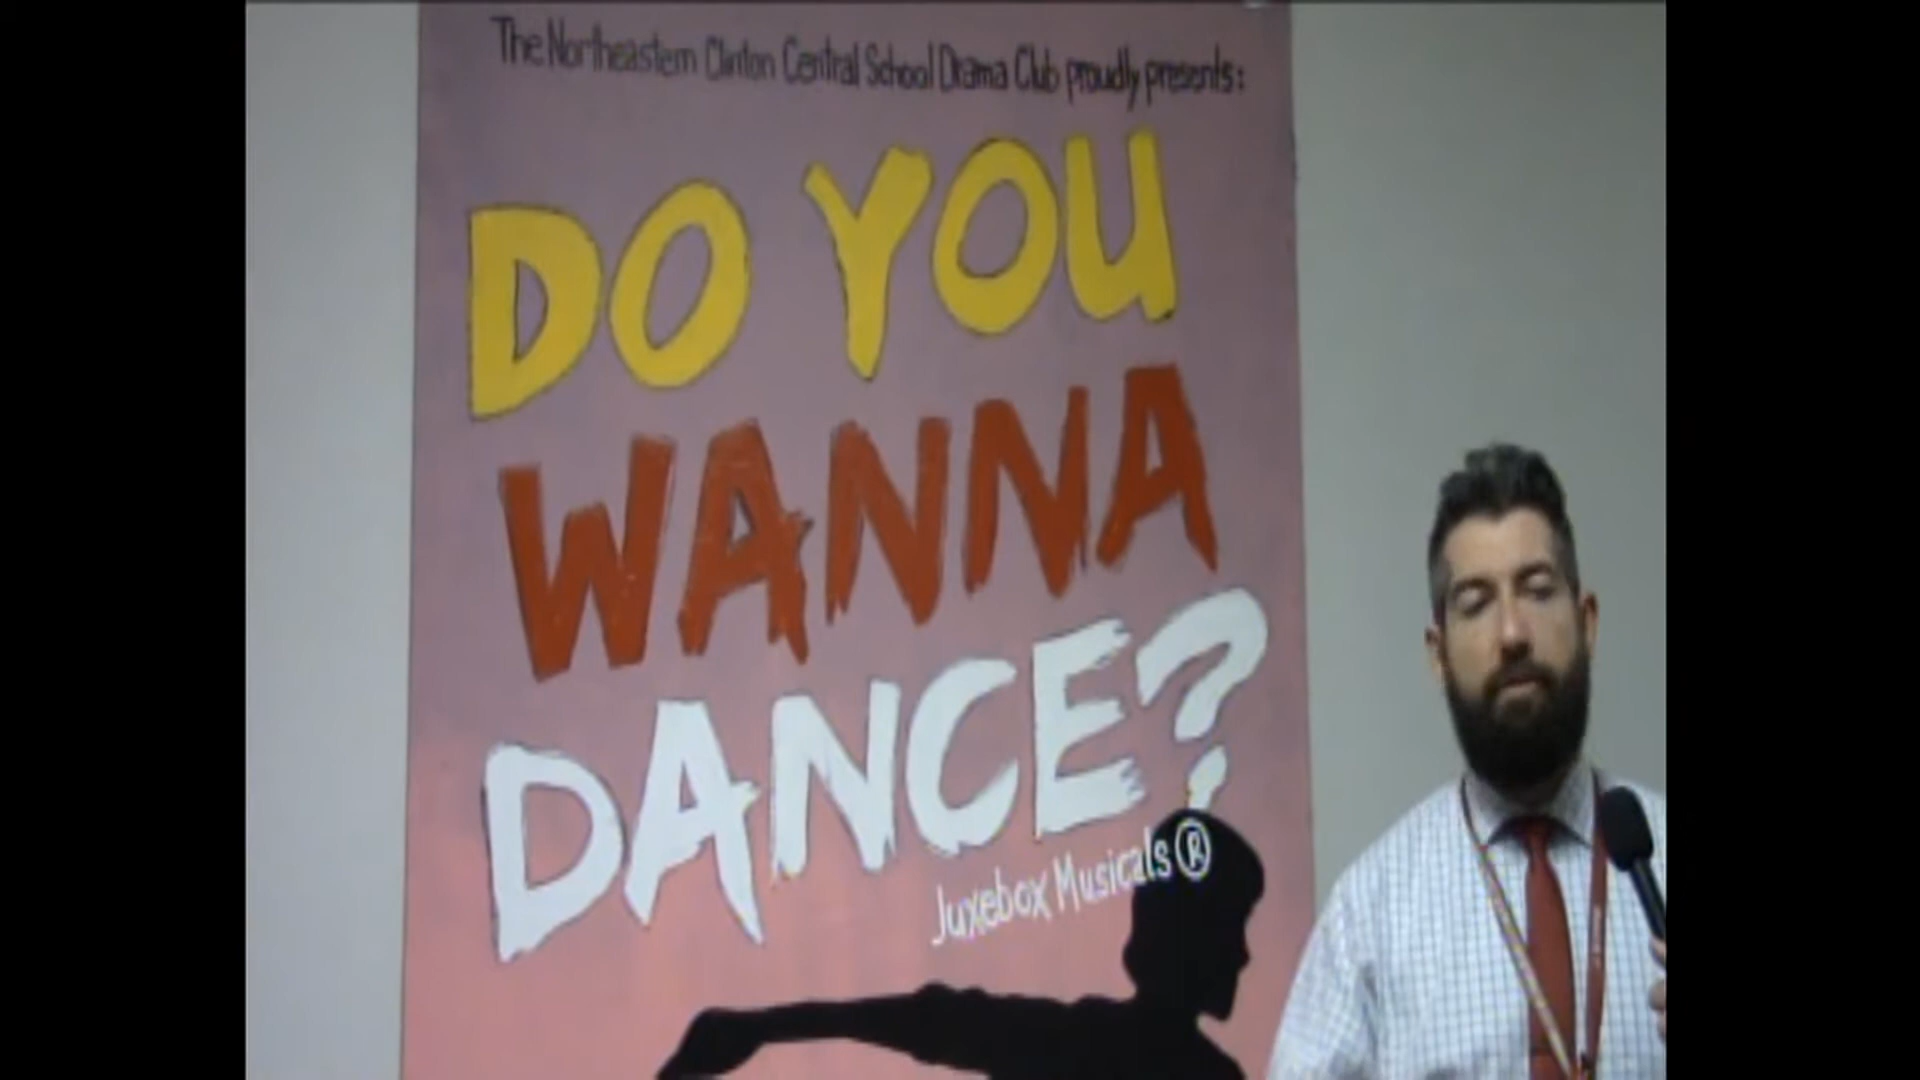 The Northeastern Clinton Central School Drama Club proudly presents:
DO YOU
WANNA
DANCE?
Juxebox Musicals ®